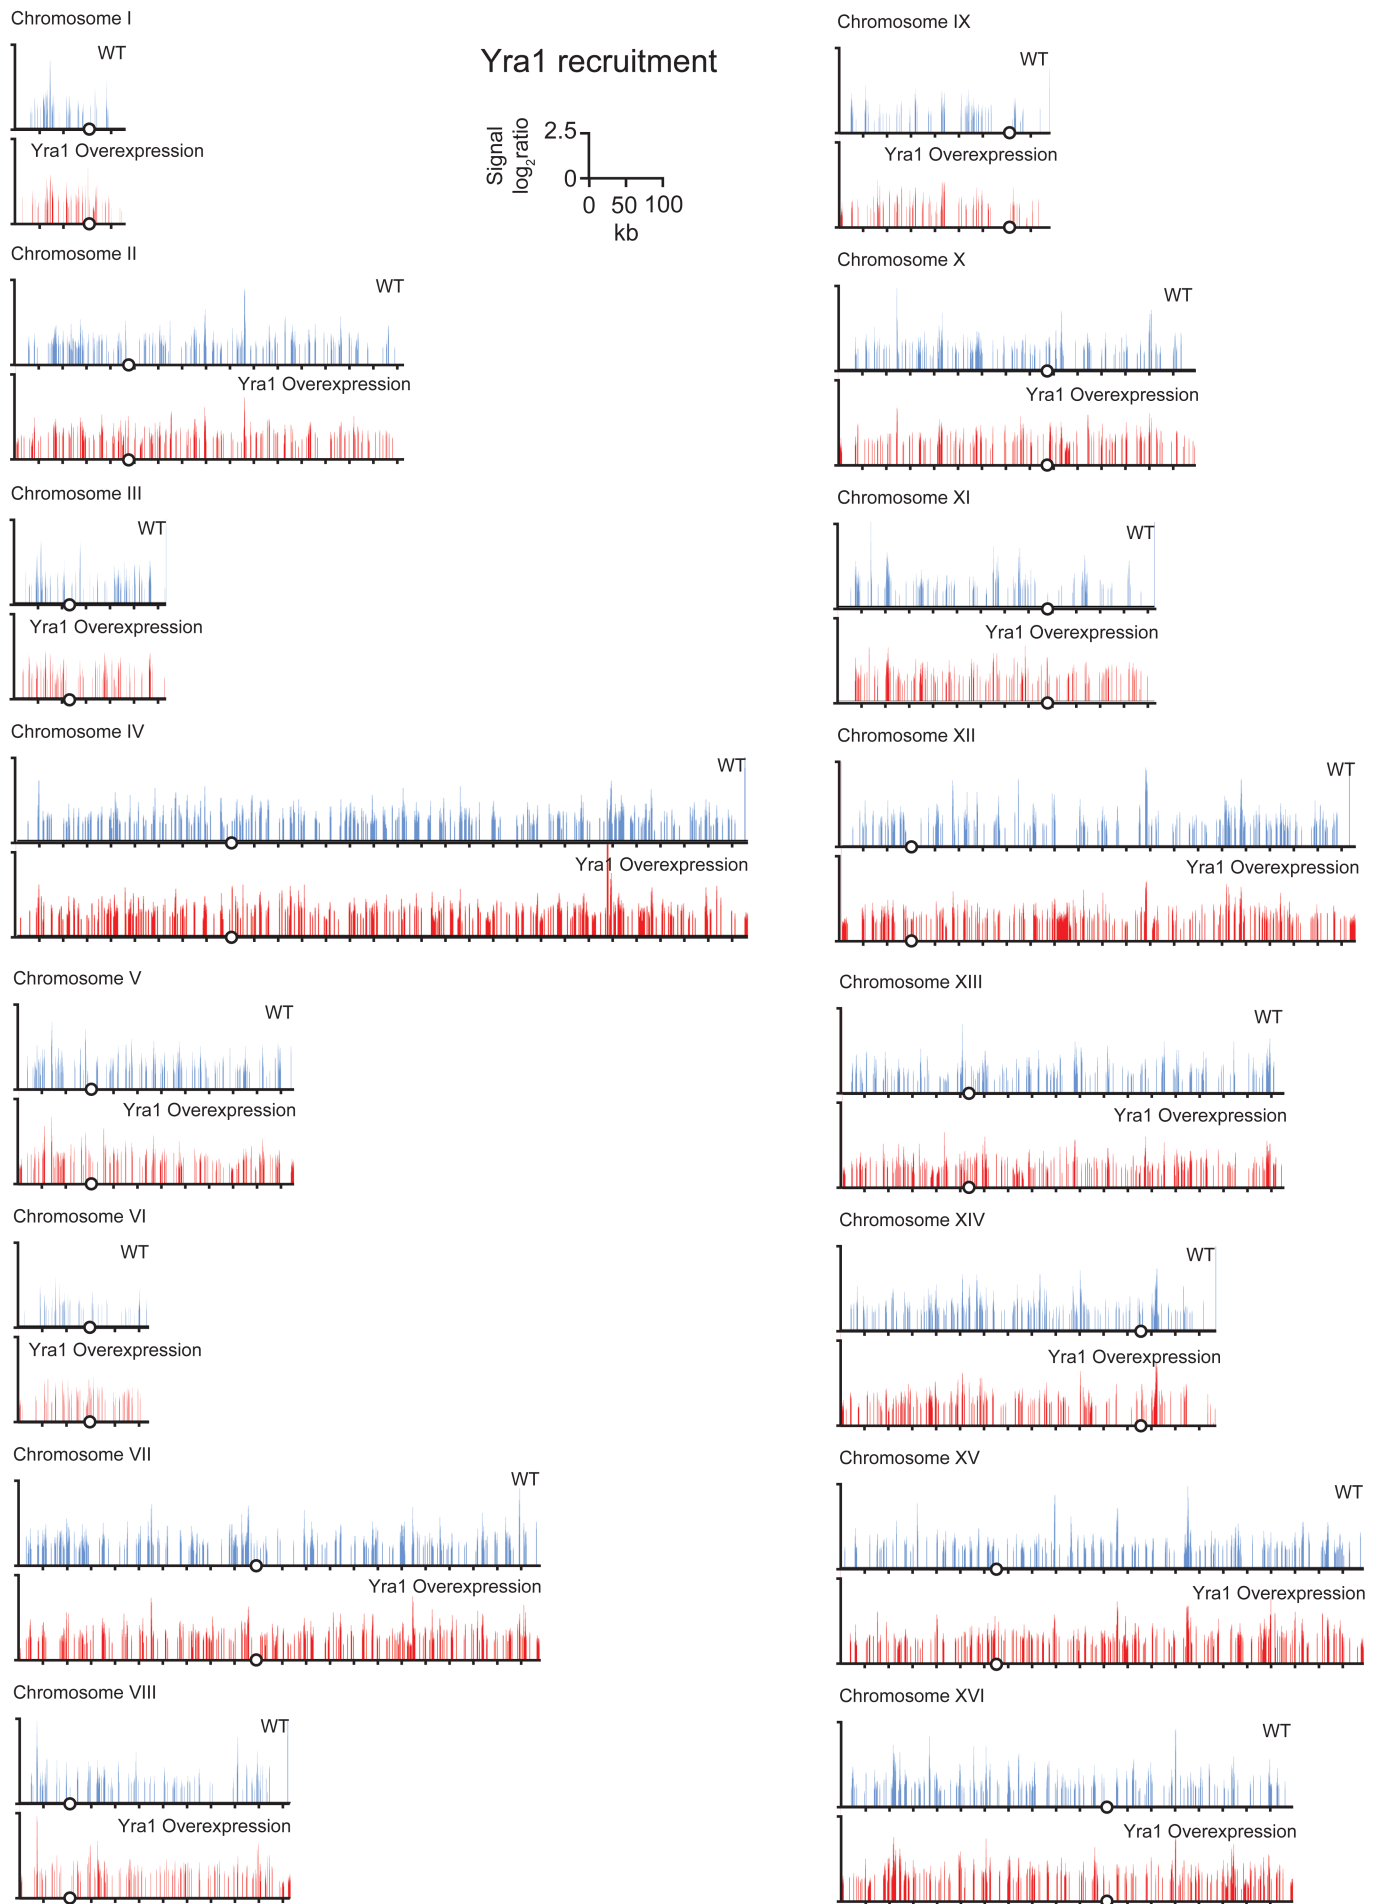 Chromosome I
WT
Yra1 Overexpression
Chromosome II
WT
Yra1 Overexpression
Chromosome III
WT
Yra1 Overexpression
Chromosome IV
WT
Yra1 Overexpression
Chromosome V
WT
Yra1 Overexpression
Chromosome VI
WT
Yra1 Overexpression
Chromosome VII
WT
Yra1 Overexpression
Chromosome VIII
WT
Yra1 Overexpression
Yra1 recruitment
Signal
log2ratio
2.5
0
0 50 100
kb
Chromosome IX
WT
Yra1 Overexpression
Chromosome X
WT
Yra1 Overexpression
Chromosome XI
WT
Yra1 Overexpression
Chromosome XII
WT
Yra1 Overexpression
Chromosome XIII
WT
Yra1 Overexpression
Chromosome XIV
WT
Yra1 Overexpression
Chromosome XV
WT
Yra1 Overexpression
Chromosome XVI
WT
Yra1 Overexpression